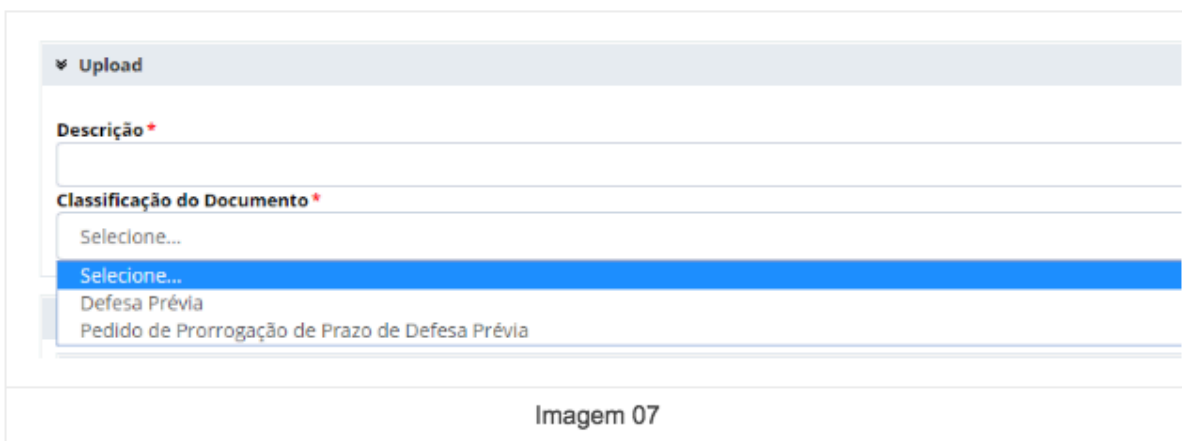 Upload
Descrição *
Classificação do Documento *
Selecione...
Selecione...
Defesa Prévia
Pedido de Prorrogação de Prazo de Defesa Prévia
Imagem 07